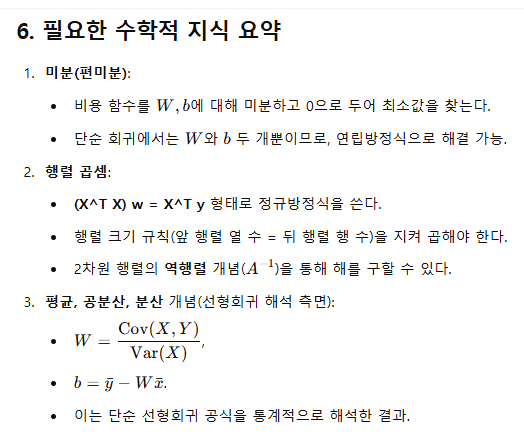 6. 필요한 수학적 지식 요약
1. 미분(편미분):
• 비용 함수를 W, b에 대해 미분하고 0으로 두어 최소값을 찾는다.
• 단순 회귀에서는 W와 b 두 개뿐이므로, 연립방정식으로 해결 가능.
2. 행렬 곱셈:
• (X^T X) w = X^T y 형태로 정규방정식을 쓴다.
• 행렬 크기 규칙(앞 행렬 열 수 = 뒤 행렬 행 수)을 지켜 곱해야 한다.
• 2차원 행렬의 역행렬 개념(A⁻¹)을 통해 해를 구할 수 있다.
3. 평균, 공분산, 분산 개념(선형회귀 해석 측면):
• W = Cov(X, Y) / Var(X),
• b = ȳ − Wx̄.
• 이는 단순 선형회귀 공식을 통계적으로 해석한 결과.